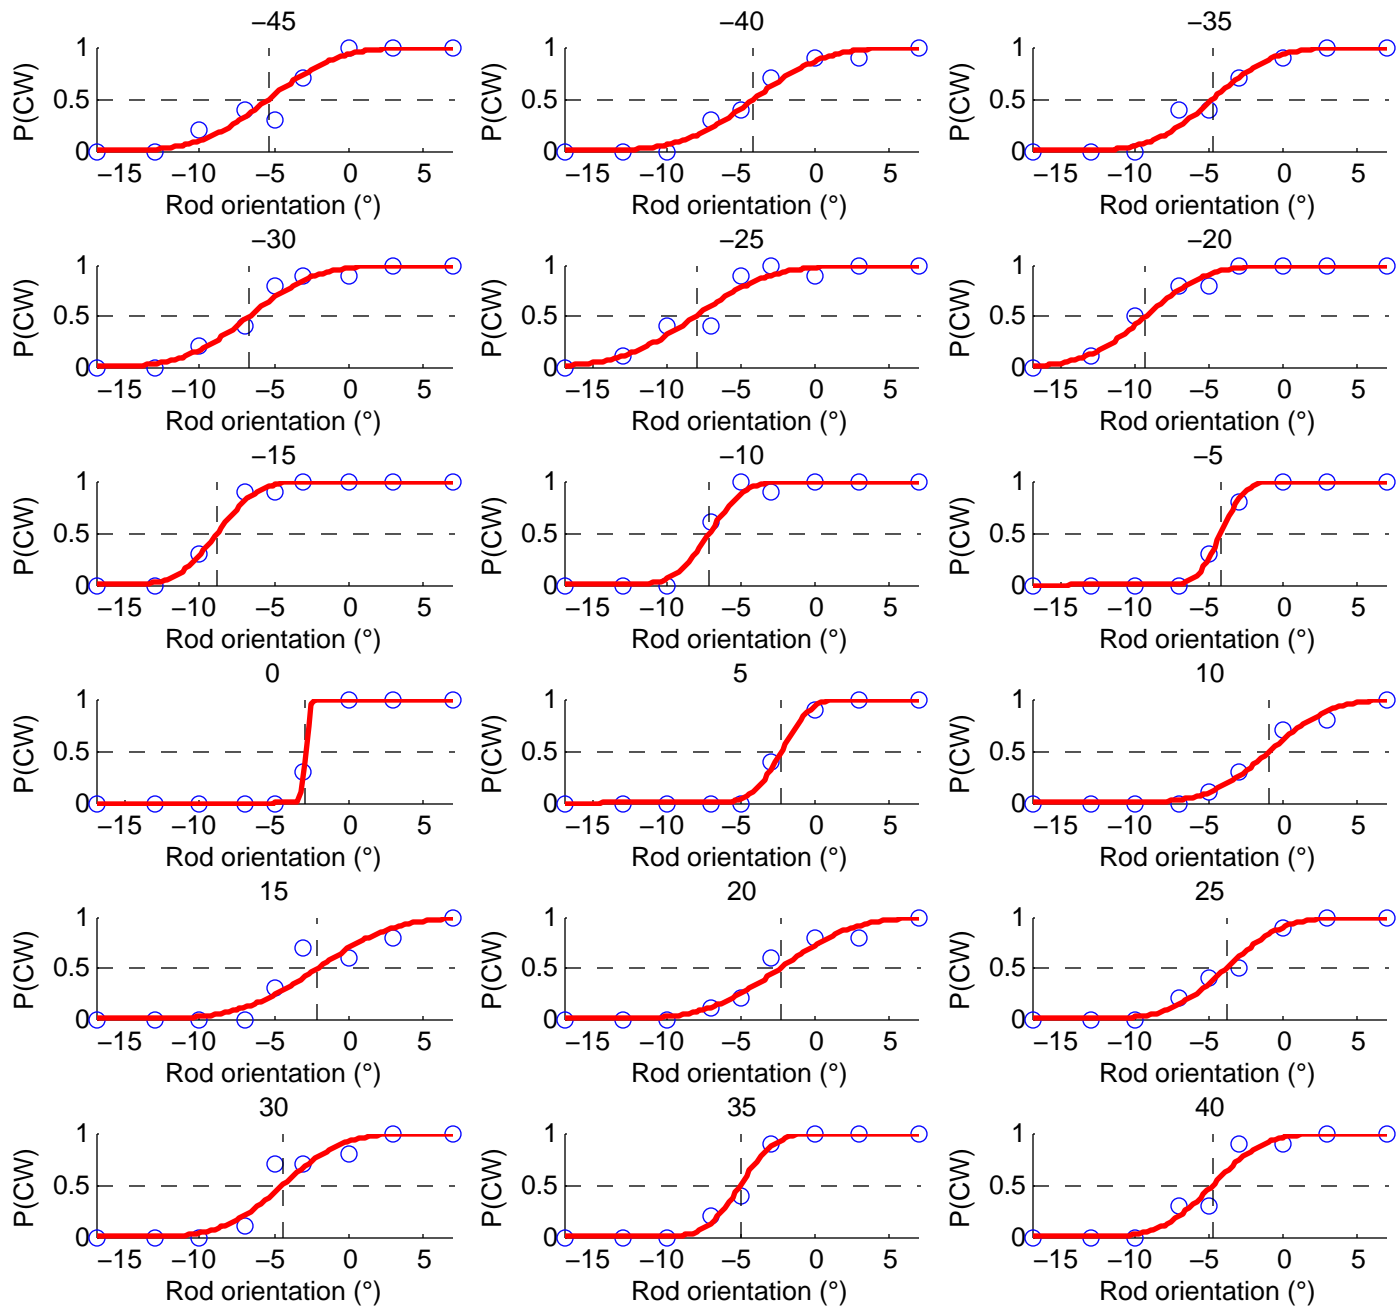 −45 −40 −35
1 1 1
P(CW) 0.5 P(CW) 0.5 P(CW) 0.5
0 0 0
−15 −10 −5 0 5 −15 −10 −5 0 5 −15 −10 −5 0 5
Rod orientation (°) Rod orientation (°) Rod orientation (°)
−30 −25 −20
1 1 1
P(CW) 0.5 P(CW) 0.5 P(CW) 0.5
0 0 0
−15 −10 −5 0 5 −15 −10 −5 0 5 −15 −10 −5 0 5
Rod orientation (°) Rod orientation (°) Rod orientation (°)
−15 −10 −5
1 1 1
P(CW) 0.5 P(CW) 0.5 P(CW) 0.5
0 0 0
−15 −10 −5 0 5 −15 −10 −5 0 5 −15 −10 −5 0 5
Rod orientation (°) Rod orientation (°) Rod orientation (°)
0 5 10
1 1 1
P(CW) 0.5 P(CW) 0.5 P(CW) 0.5
0 0 0
−15 −10 −5 0 5 −15 −10 −5 0 5 −15 −10 −5 0 5
Rod orientation (°) Rod orientation (°) Rod orientation (°)
15 20 25
1 1 1
P(CW) 0.5 P(CW) 0.5 P(CW) 0.5
0 0 0
−15 −10 −5 0 5 −15 −10 −5 0 5 −15 −10 −5 0 5
Rod orientation (°) Rod orientation (°) Rod orientation (°)
30 35 40
1 1 1
P(CW) 0.5 P(CW) 0.5 P(CW) 0.5
0 0 0
−15 −10 −5 0 5 −15 −10 −5 0 5 −15 −10 −5 0 5
Rod orientation (°) Rod orientation (°) Rod orientation (°)